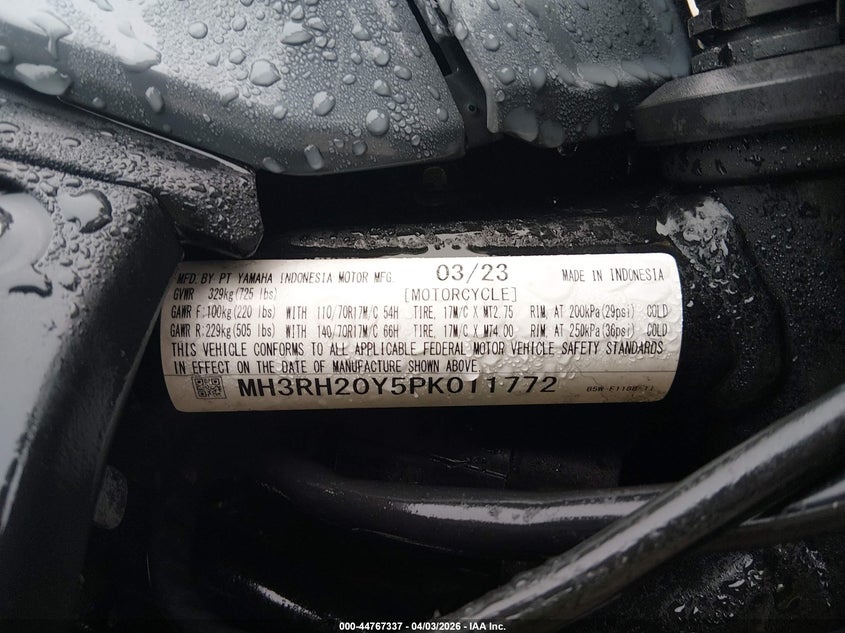 MFD. BY PT YAMAHA INDONESIA MOTOR MFG. 03/23 MADE IN INDONESIA
GVWR 329kg(725 lbs) [MOTORCYCLE]
GAWR F:100kg(220 lbs) WITH 110/70R17M/C 54H TIRE, 17M/C X MT2.75 RIM, AT 200kPa(29psi) COLD
GAWR R:229kg(505 lbs) WITH 140/70R17M/C 66H TIRE, 17M/C X MT4.00 RIM, AT 250kPa(36psi) COLD
THIS VEHICLE CONFORMS TO ALL APPLICABLE FEDERAL MOTOR VEHICLE SAFETY STANDARDS
IN EFFECT ON THE DATE OF MANUFACTURE SHOWN ABOVE.
MH3RH20Y5PK011772
000-44767337 - 04/03/2026 - IAA Inc.